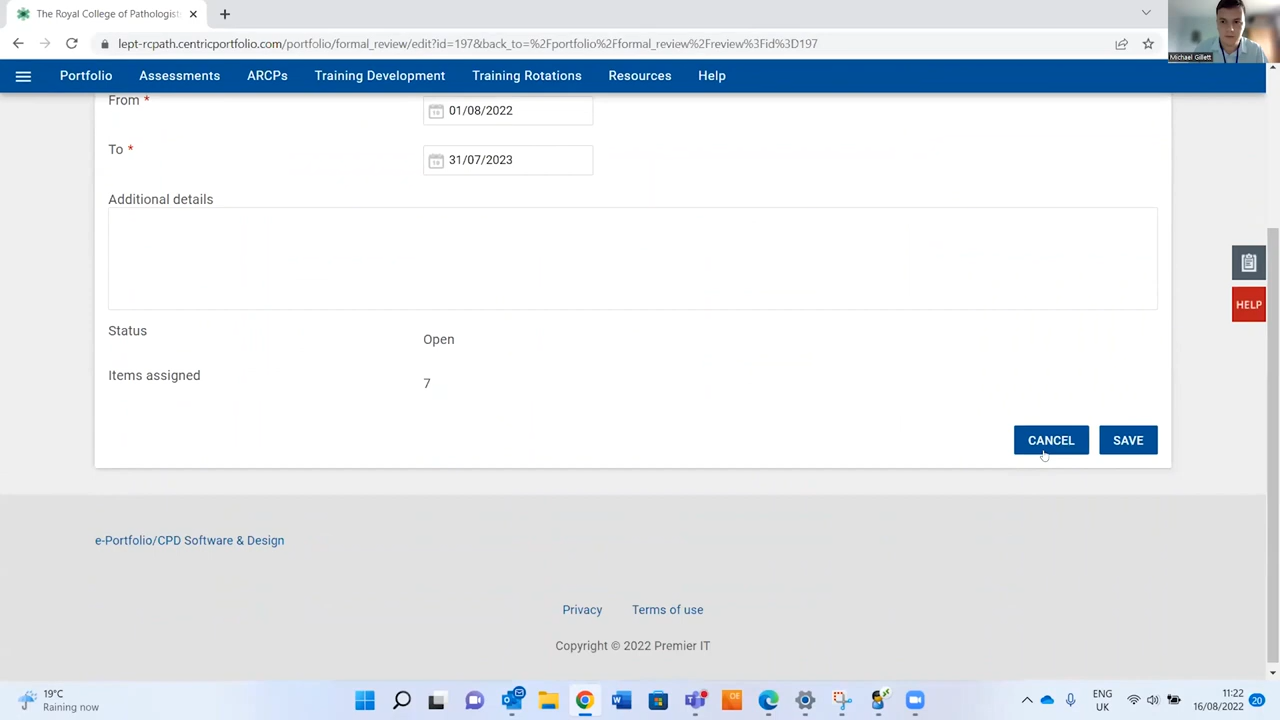 The Royal College of Pathologist
lept-rcpath.centricportfolio.com/portfolio/formal_review/edit?id=197&back_to=%2Fportfolio%2Fformal_review%2Freview%3Fid%3D197
Michael Gillett
Portfolio Assessments ARCPs Training Development Training Rotations Resources Help
From *
01/08/2022
To *
31/07/2023
Additional details
HELP
Status
Open
Items assigned
7
CANCEL SAVE
e-Portfolio/CPD Software & Design
Privacy Terms of use
Copyright © 2022 Premier IT
19°C
Raining now
ENG
UK
11:22
16/08/2022
20